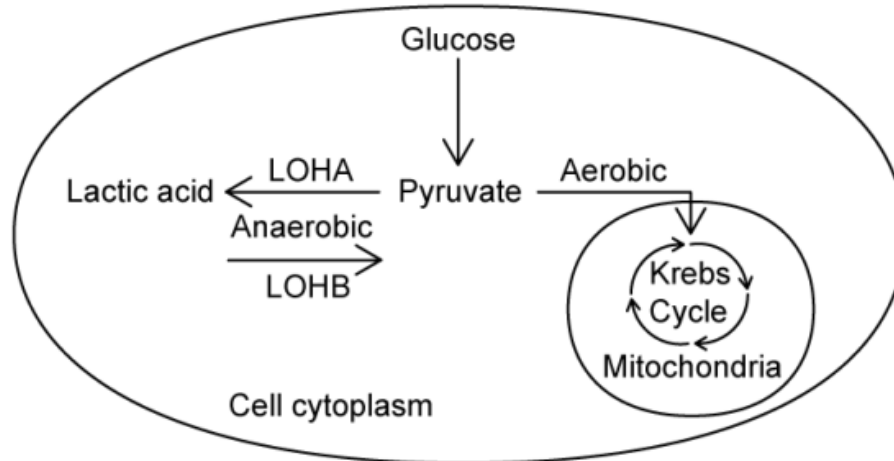 Glucose
LOHA
Aerobic
Lactic acid
Pyruvate
Anaerobic
LOHB
Krebs
Cycle
Mitochondria
Cell cytoplasm